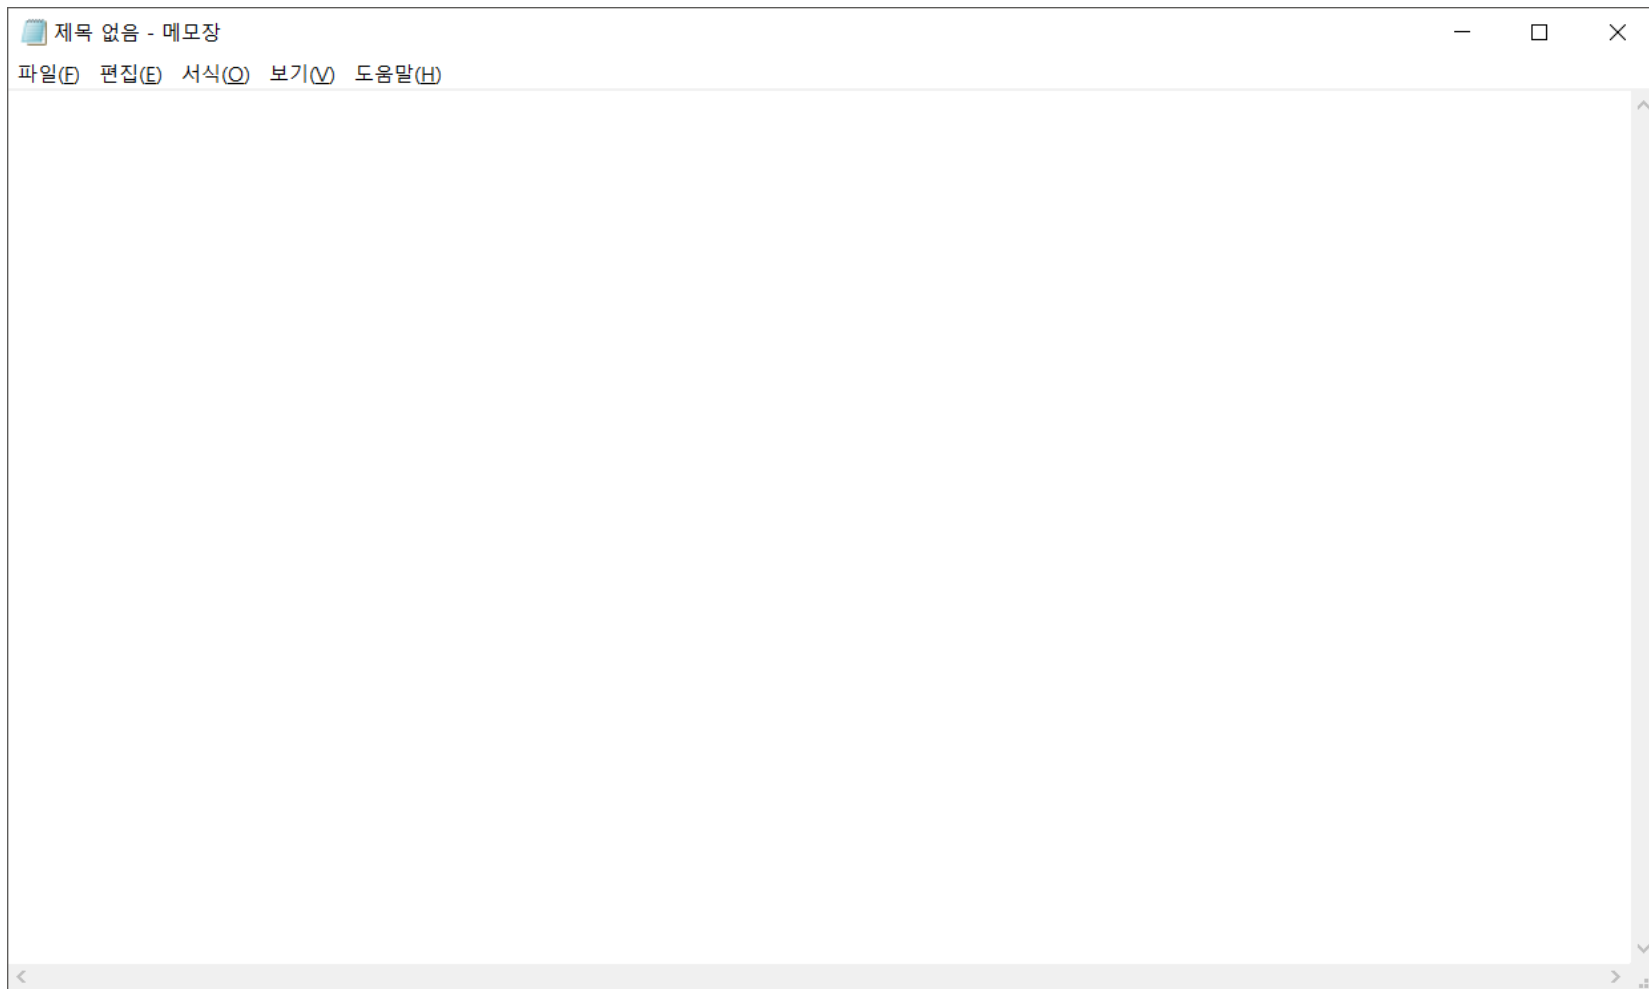 제목 없음 - 메모장
파일(F) 편집(E) 서식(O) 보기(V) 도움말(H)